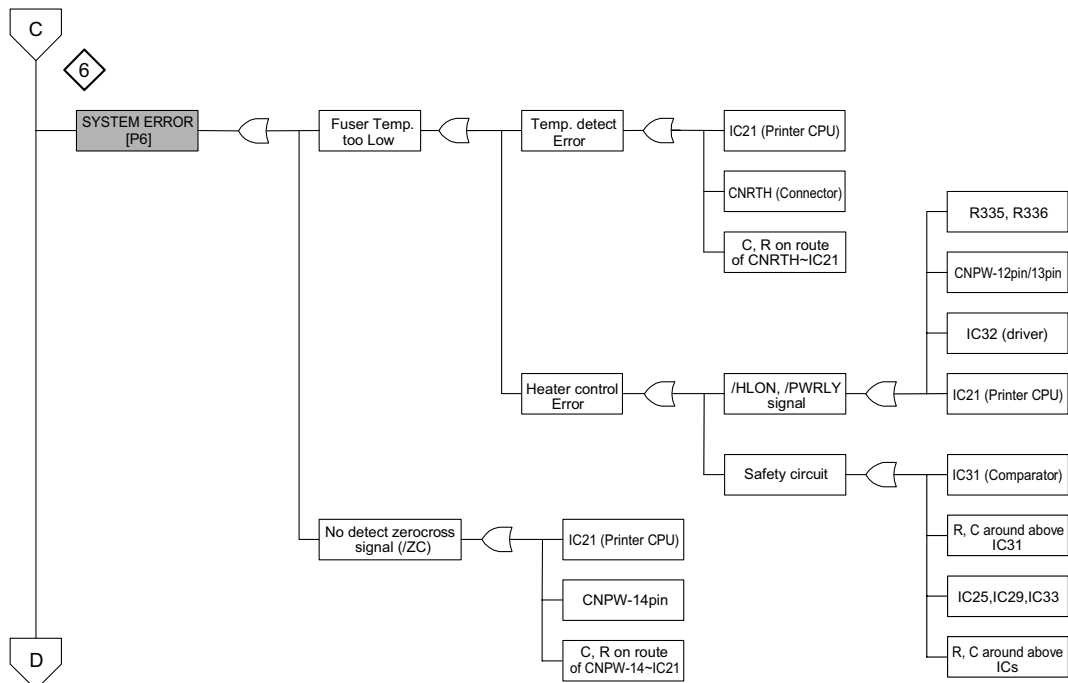 C
6
SYSTEM ERROR
[P6]
Fuser Temp.
too Low
Temp. detect
Error
IC21 (Printer CPU)
CNRTH (Connector)
C, R on route
of CNRTH~IC21
R335, R336
CNPW-12pin/13pin
IC32 (driver)
Heater control
Error
/HLON, /PWRLY
signal
IC21 (Printer CPU)
Safety circuit
IC31 (Comparator)
R, C around above
IC31
IC25,IC29,IC33
R, C around above
ICs
No detect zerocross
signal (/ZC)
IC21 (Printer CPU)
CNPW-14pin
C, R on route
of CNPW-14~IC21
D